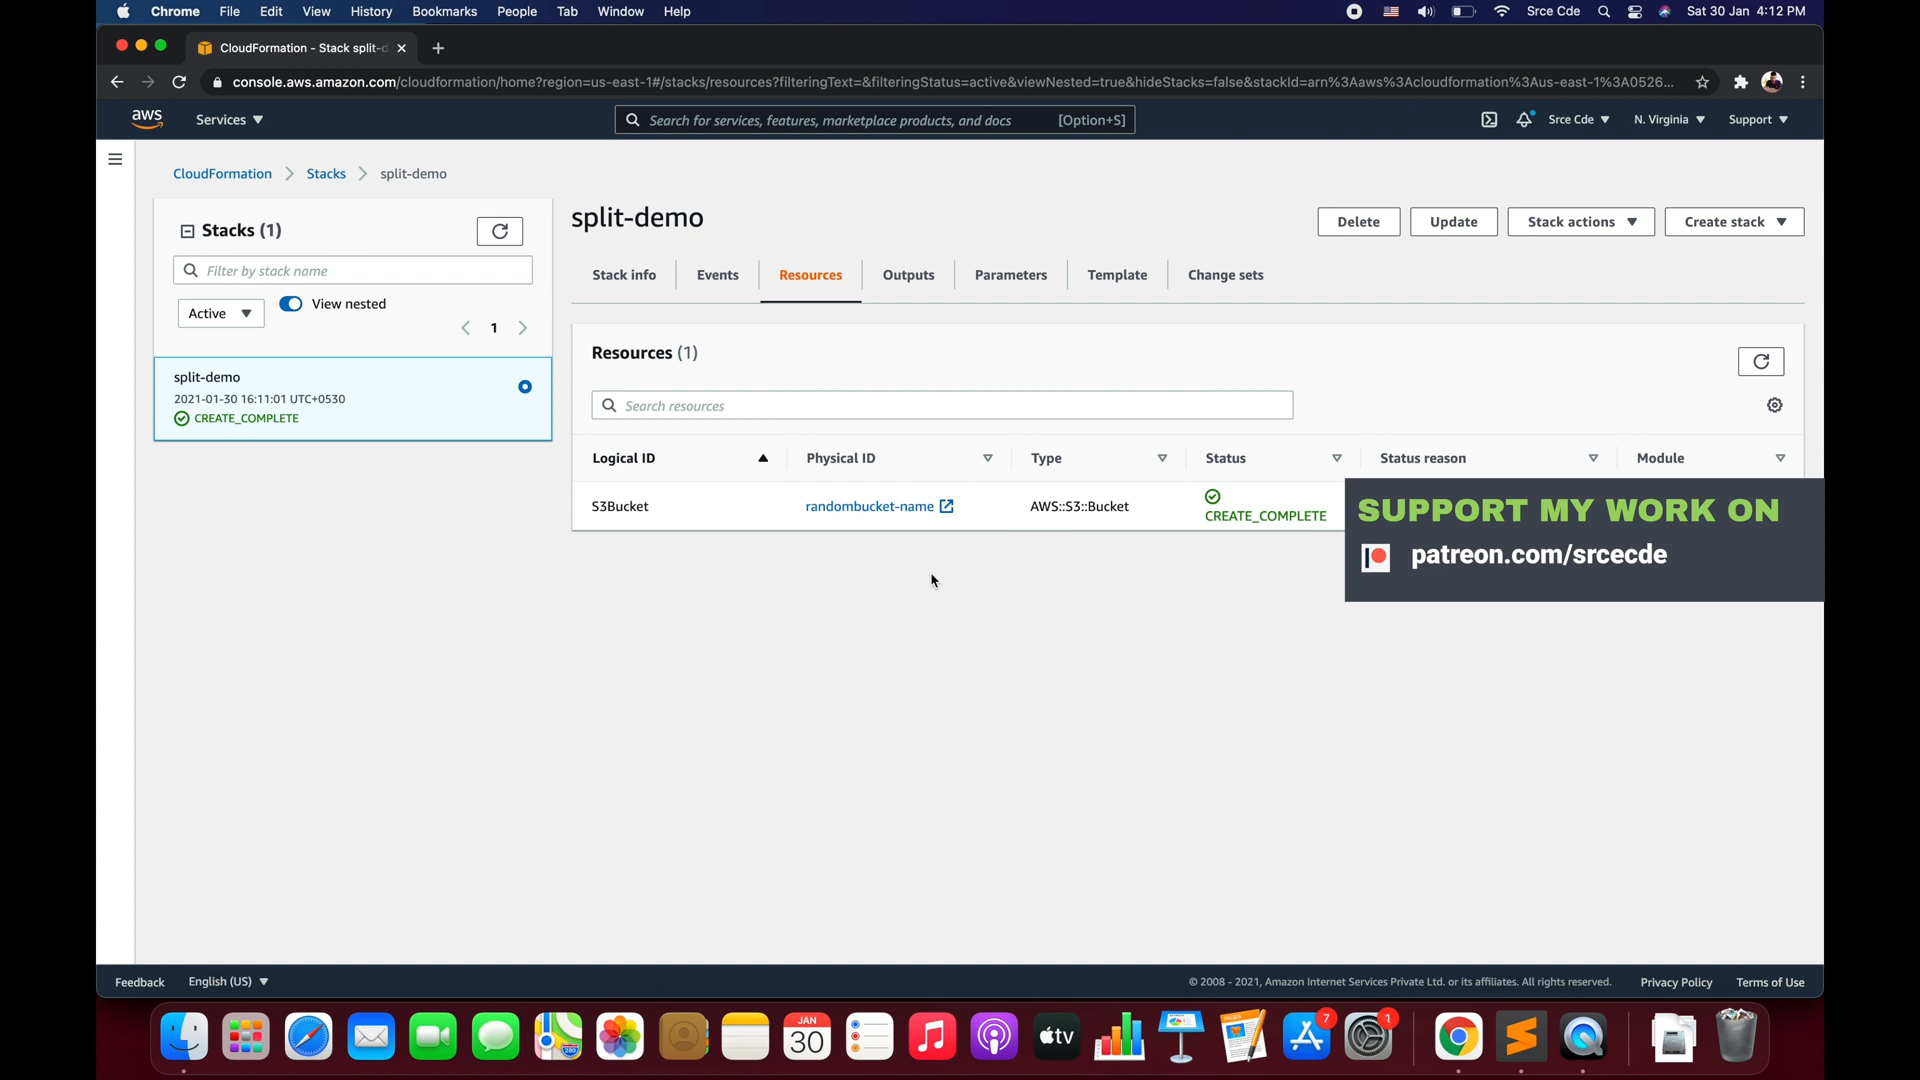 Chrome File Edit View History Bookmarks People Tab Window Help Srce Cde Sat 30 Jan 4:12 PM
CloudFormation - Stack split-d
console.aws.amazon.com/cloudformation/home?region=us-east-1#/stacks/resources?filteringText=&filteringStatus=active&viewNested=true&hideStacks=false&stackId=arn%3Aaws%3Acloudformation%3Aus-east-1%3A0526...
aws Services Search for services, features, marketplace products, and docs [Option+S] Srce Cde N. Virginia Support
CloudFormation Stacks split-demo
Stacks (1)
Filter by stack name
Active View nested
1
split-demo
2021-01-30 16:11:01 UTC+0530
CREATE_COMPLETE
split-demo
Delete Update Stack actions Create stack
Stack info Events Resources Outputs Parameters Template Change sets
Resources (1)
Search resources
Logical ID Physical ID Type Status Status reason Module
S3Bucket randombucket-name AWS::S3::Bucket CREATE_COMPLETE
SUPPORT MY WORK ON
patreon.com/srcecde
Feedback English (US) © 2008 - 2021, Amazon Internet Services Private Ltd. or its affiliates. All rights reserved. Privacy Policy Terms of Use
280
JAN
30
tv
PAGES
7
1